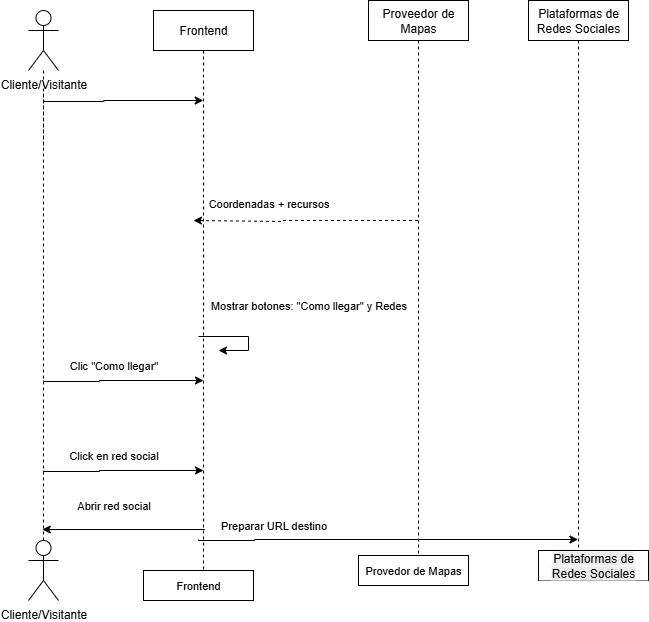 Frontend
Proveedor de
Mapas
Plataformas de
Redes Sociales
Cliente/Visitante
Coordenadas + recursos
Mostrar botones: "Como llegar" y Redes
Clic "Como llegar"
Click en red social
Abrir red social
Preparar URL destino
Plataformas de
Redes Sociales
Provedor de Mapas
Frontend
Cliente/Visitante